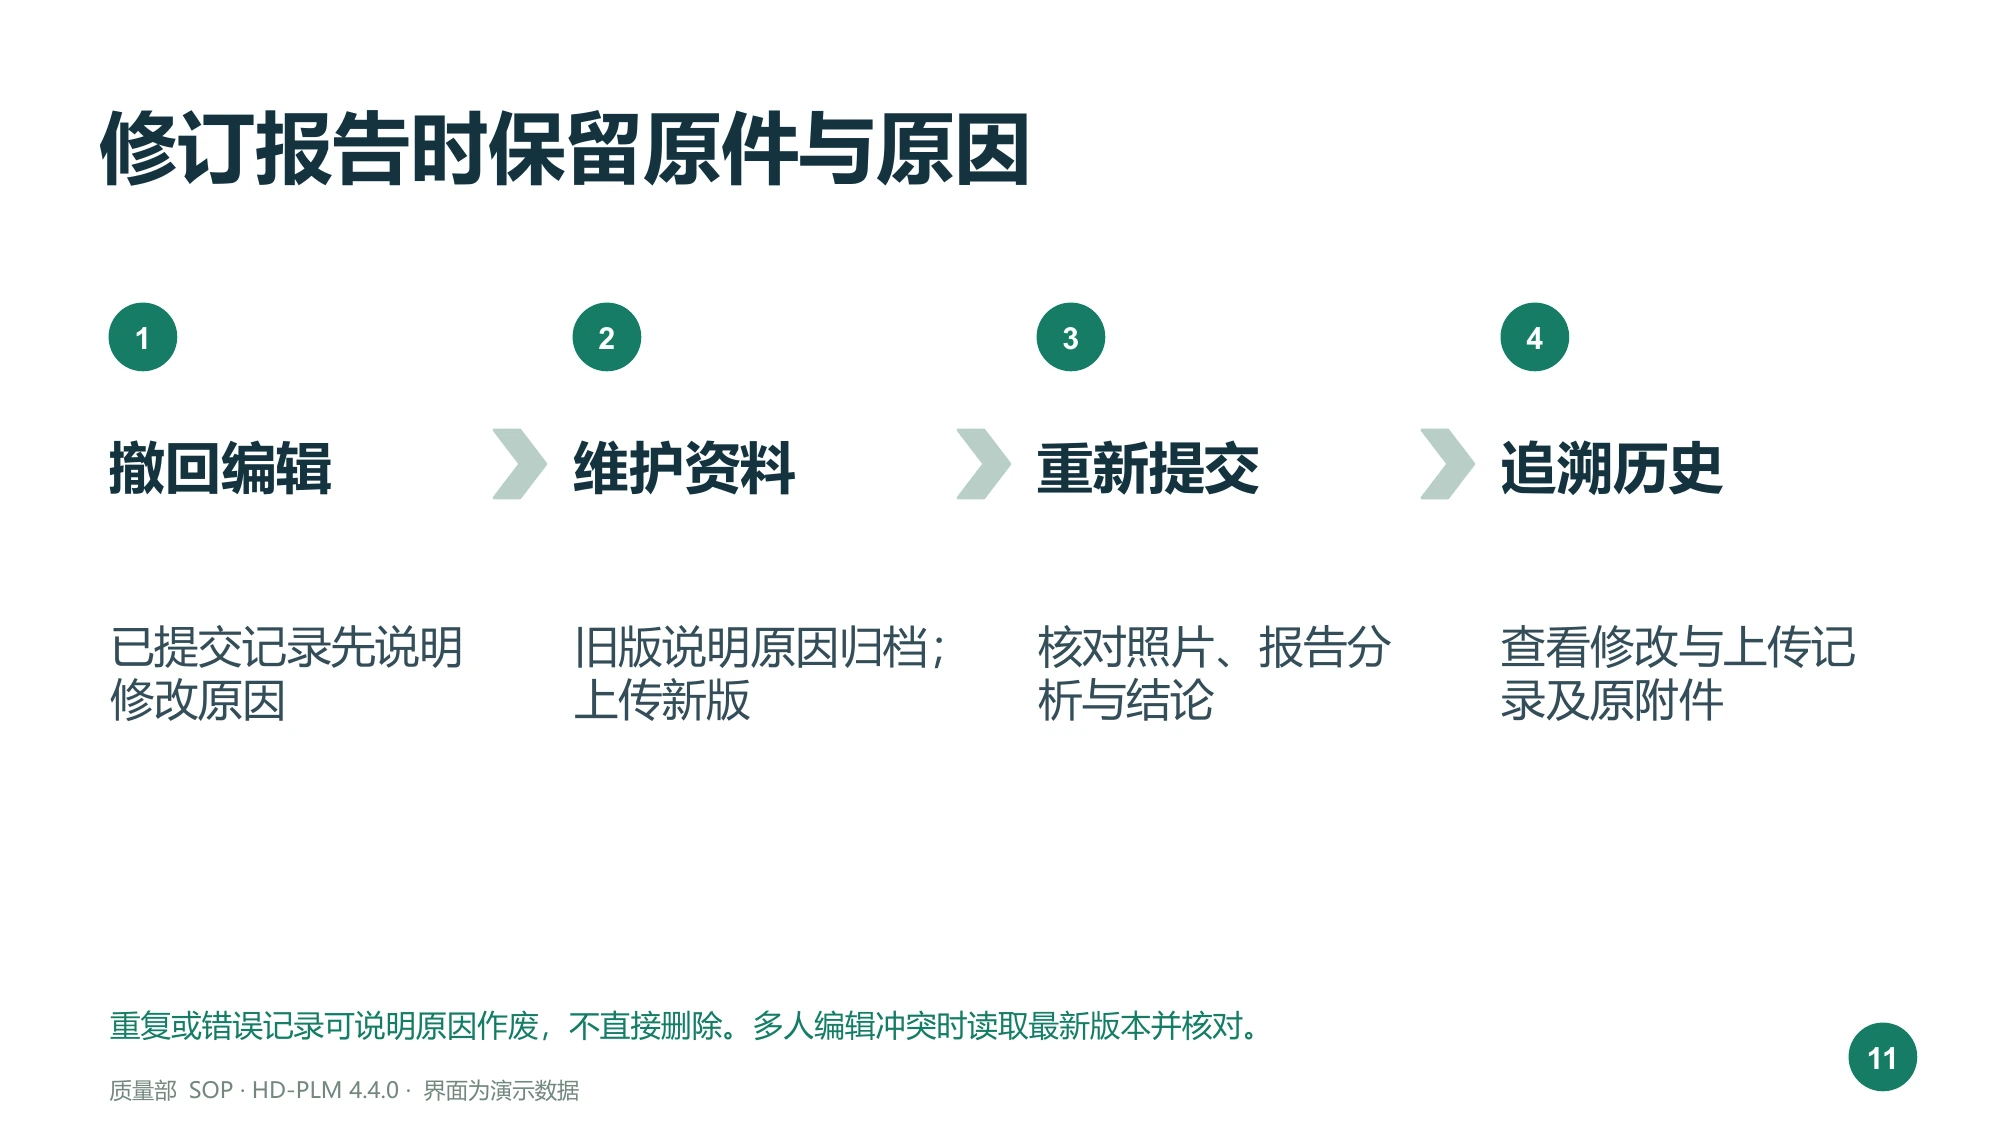 修订报告时保留原件与原因
1
撤回编辑
已提交记录先说明
修改原因
2
维护资料
旧版说明原因归档；
上传新版
3
重新提交
核对照片、报告分
析与结论
4
追溯历史
查看修改与上传记
录及原附件
重复或错误记录可说明原因作废，不直接删除。多人编辑冲突时读取最新版本并核对。
质量部 SOP · HD-PLM 4.4.0 · 界面为演示数据
11